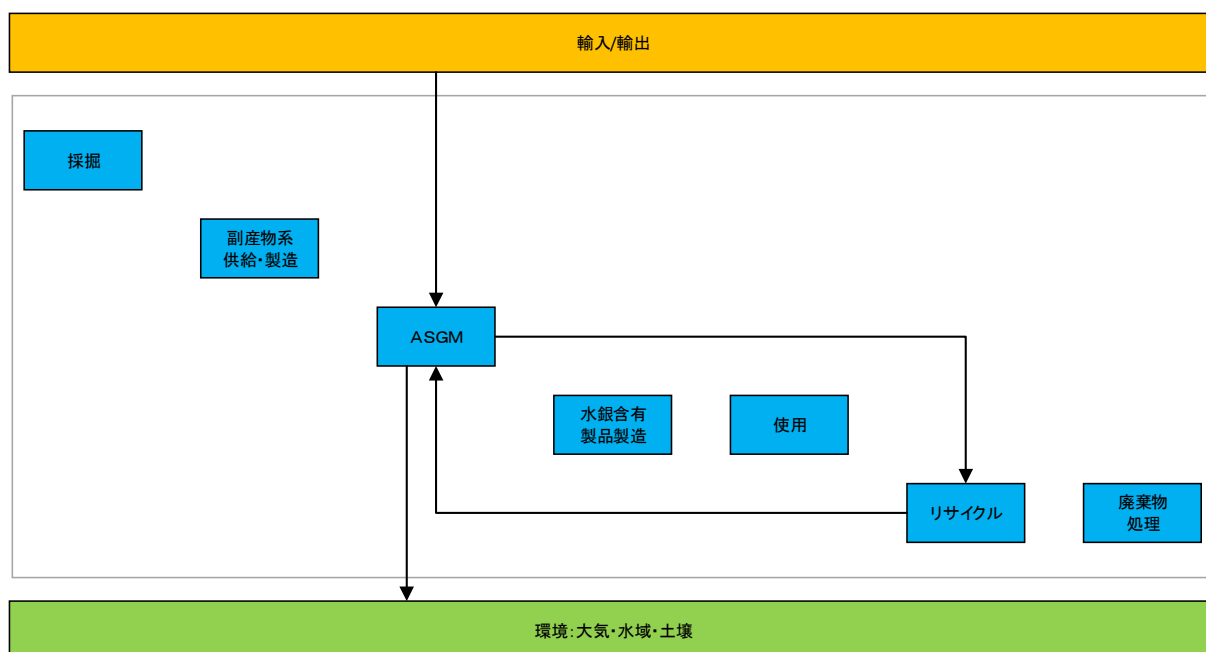 輸入/輸出
採掘
副産物系
供給・製造
ASGM
水銀含有
製品製造
使用
リサイクル
廃棄物
処理
環境:大気・水域・土壌